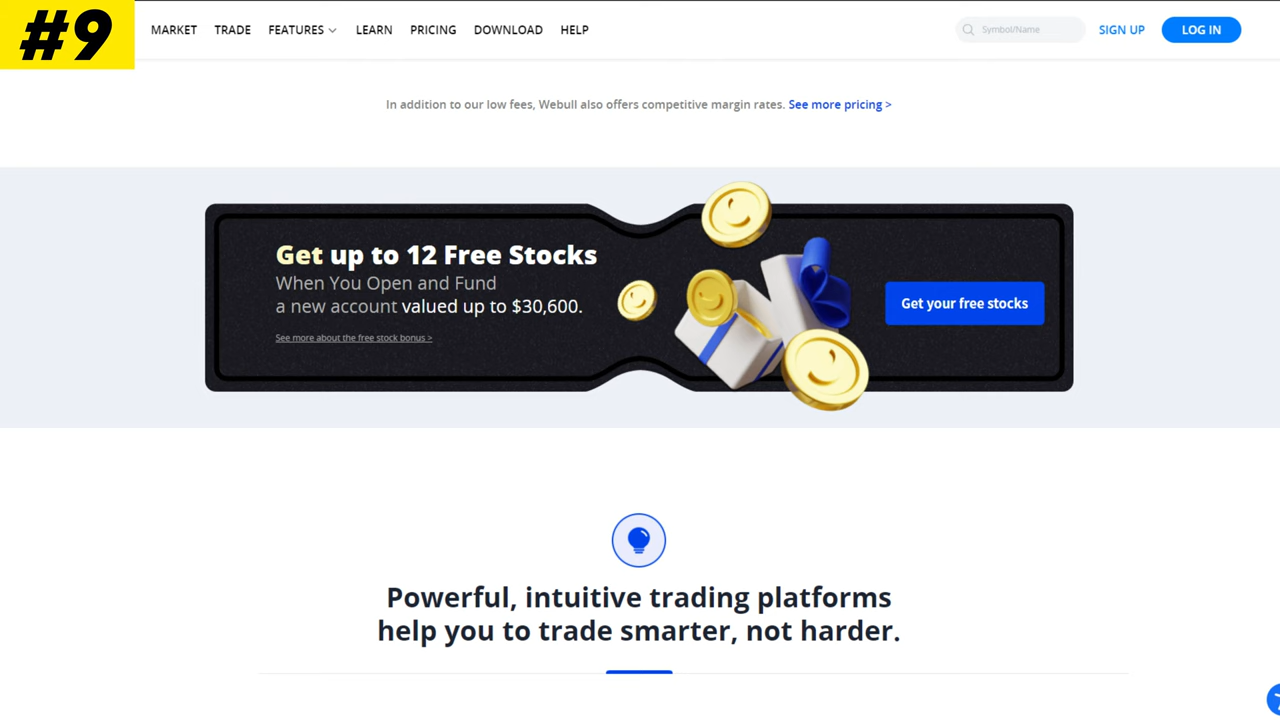 #9
MARKET TRADE FEATURES LEARN PRICING DOWNLOAD HELP Symbol/Name SIGN UP LOG IN
In addition to our low fees, Webull also offers competitive margin rates. See more pricing >
Get up to 12 Free Stocks
When You Open and Fund
a new account valued up to $30,600.
See more about the free stock bonus >
Get your free stocks
Powerful, intuitive trading platforms
help you to trade smarter, not harder.